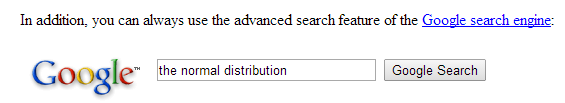 In addition, you can always use the advanced search feature of the Google search engine:
Google™ the normal distribution Google Search